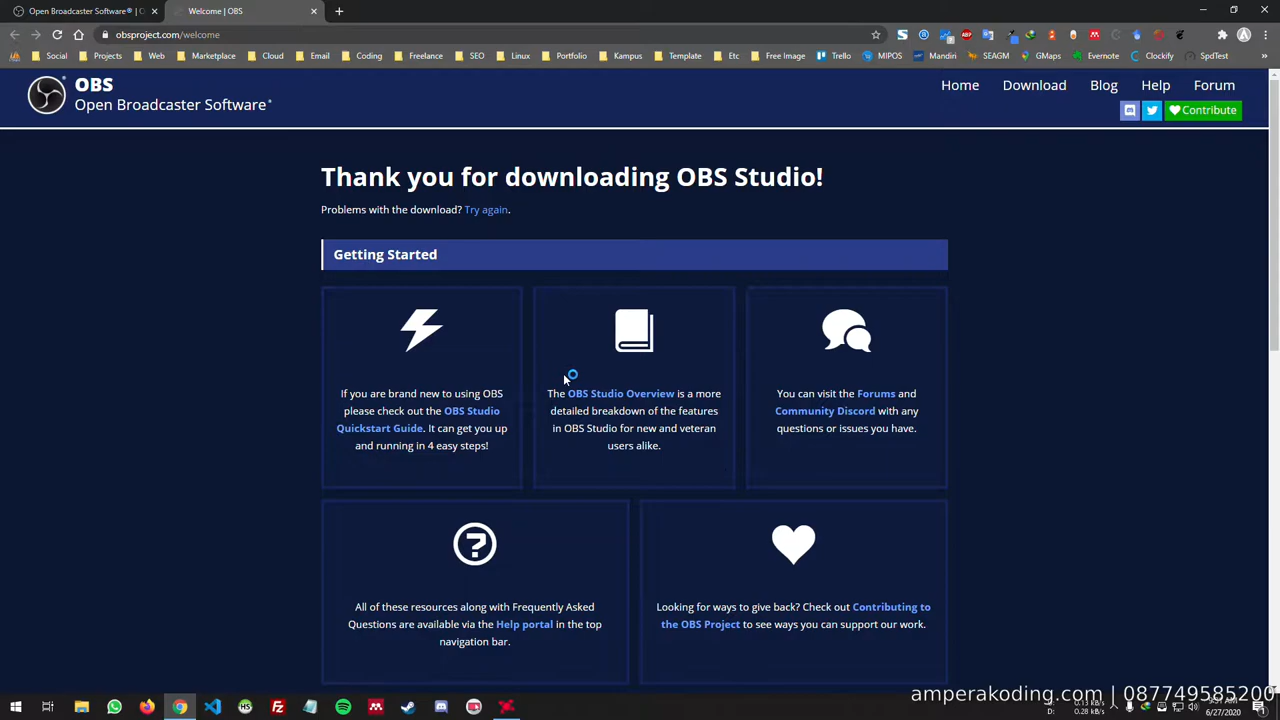 Open Broadcaster Software® | O
Welcome | OBS
obsproject.com/welcome
Social
Projects
Web
Marketplace
Cloud
Email
Coding
Freelance
SEO
Linux
Portfolio
Kampus
Template
Etc
Free Image
Trello
MIPOS
Mandiri
SEAGM
GMaps
Evernote
Clockify
SpdTest
OBS
Open Broadcaster Software®
Home
Download
Blog
Help
Forum
Contribute
Thank you for downloading OBS Studio!
Problems with the download? Try again.
Getting Started
If you are brand new to using OBS
please check out the OBS Studio
Quickstart Guide. It can get you up
and running in 4 easy steps!
The OBS Studio Overview is a more
detailed breakdown of the features
in OBS Studio for new and veteran
users alike.
You can visit the Forums and
Community Discord with any
questions or issues you have.
All of these resources along with Frequently Asked
Questions are available via the Help portal in the top
navigation bar.
Looking for ways to give back? Check out Contributing to
the OBS Project to see ways you can support our work.
amperakoding.com | 087749585200
D: 0.28 kB/s
6/27/2020